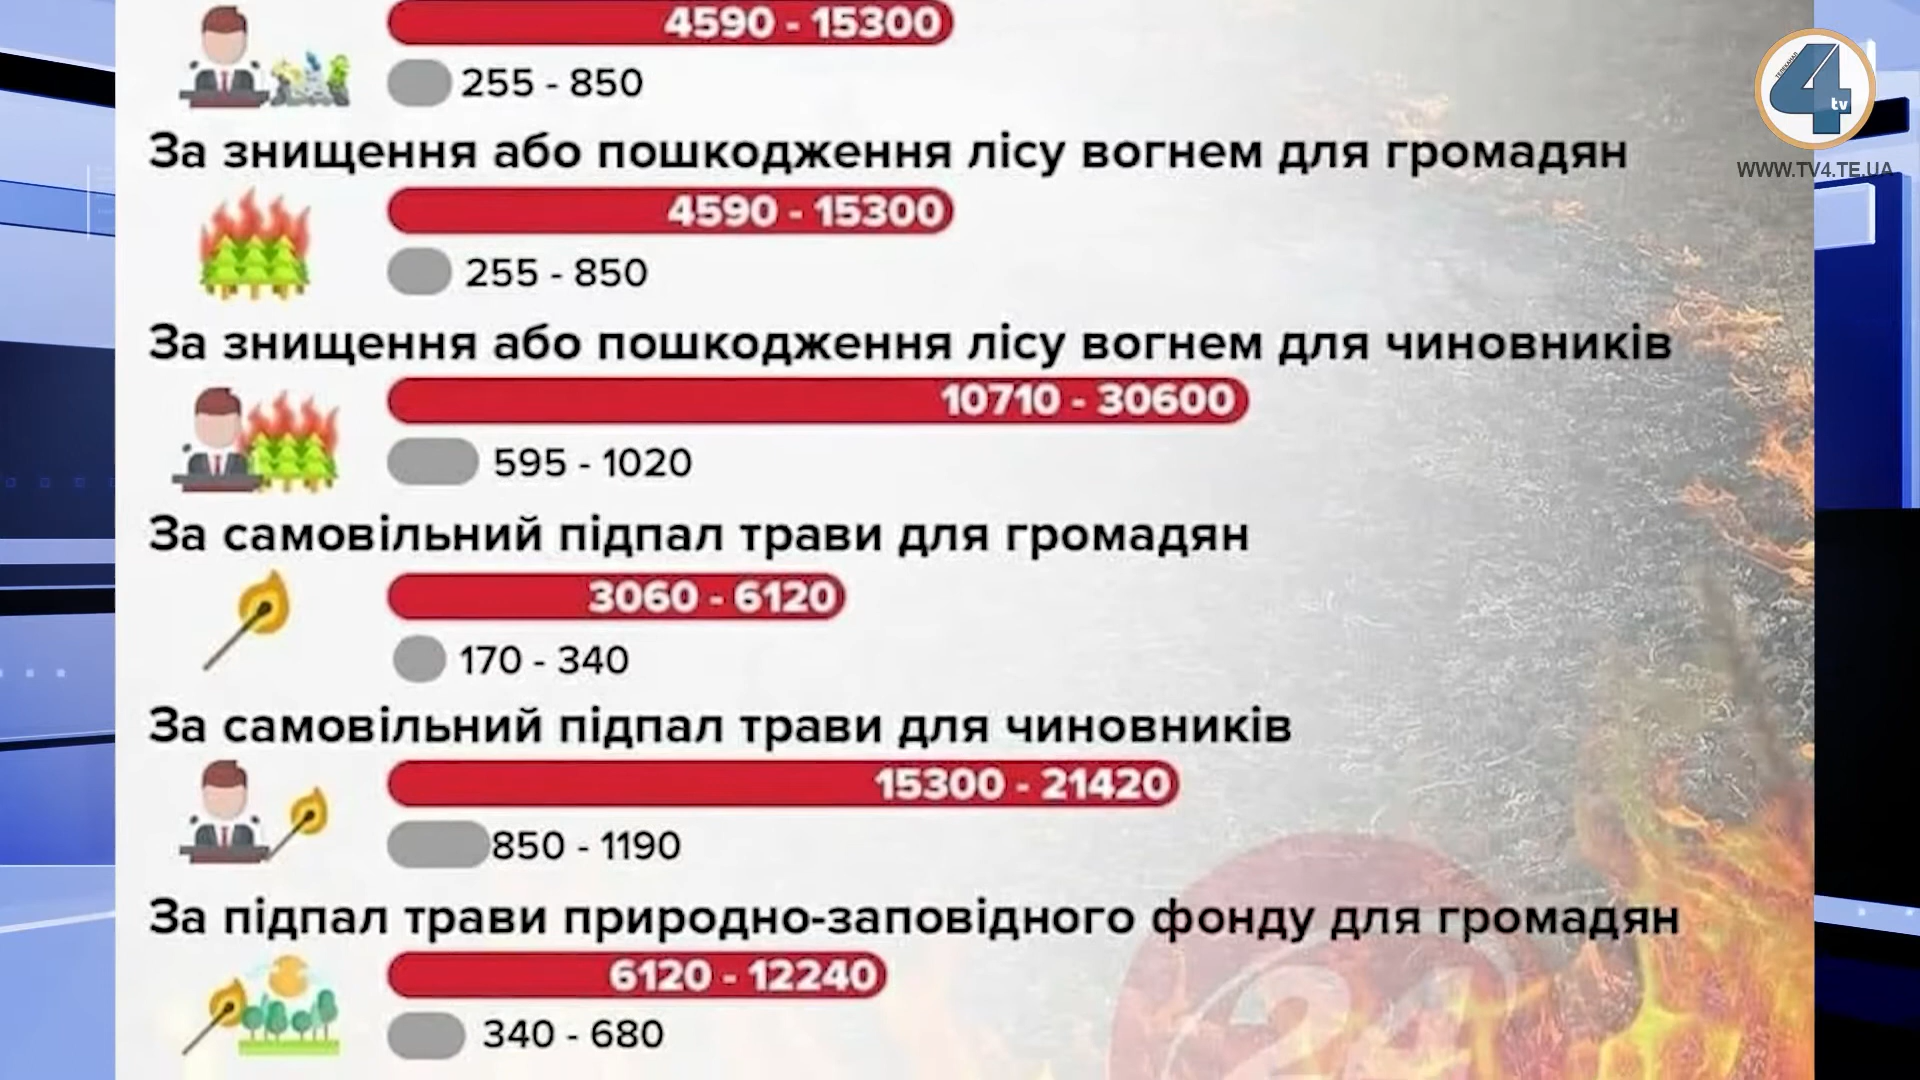 4590 - 15300
255 - 850
За знищення або пошкодження лісу вогнем для громадян
4590 - 15300
255 - 850
За знищення або пошкодження лісу вогнем для чиновників
10710 - 30600
595 - 1020
За самовільний підпал трави для громадян
3060 - 6120
170 - 340
За самовільний підпал трави для чиновників
15300 - 21420
850 - 1190
За підпал трави природно-заповідного фонду для громадян
6120 - 12240
340 - 680
24
ТЕЛЕКАНАЛ
4
tv
WWW.TV4.TE.UA